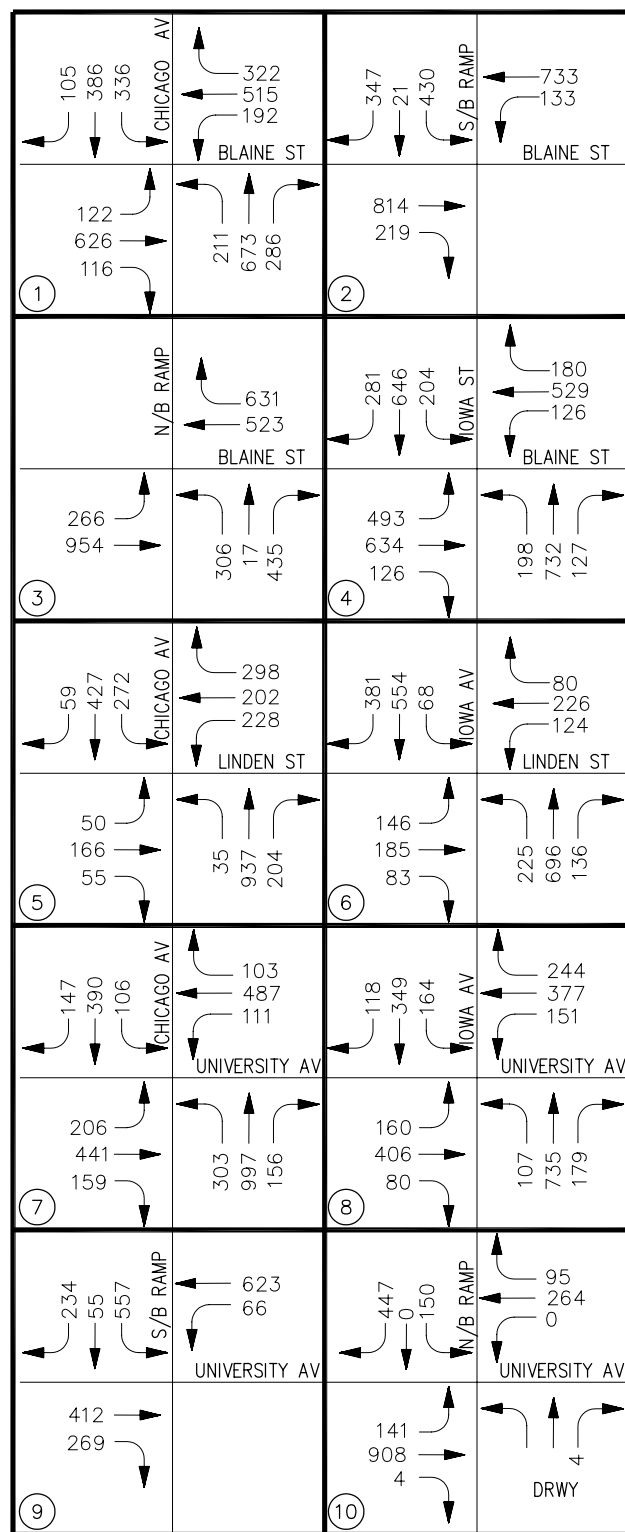 105 386 336
CHICAGO AV
322
515
192
BLAINE ST
122
626
116
211 673 286
1
347 21 430
S/B RAMP
733
133
BLAINE ST
814
219
2
N/B RAMP
631
523
BLAINE ST
266
954
306 17 435
3
281 646 204
IOWA ST
180
529
126
BLAINE ST
493
634
126
198 732 127
4
59 427 272
CHICAGO AV
298
202
228
LINDEN ST
50
166
55
35 937 204
5
381 554 68
IOWA AV
80
226
124
LINDEN ST
146
185
83
225 696 136
6
147 390 106
CHICAGO AV
103
487
111
UNIVERSITY AV
206
441
159
303 997 156
7
118 349 164
IOWA AV
244
377
151
UNIVERSITY AV
160
406
80
107 735 179
8
234 55 557
S/B RAMP
623
66
UNIVERSITY AV
412
269
9
447 0 150
N/B RAMP
95
264
0
UNIVERSITY AV
141
908
4
4
DRWY
10